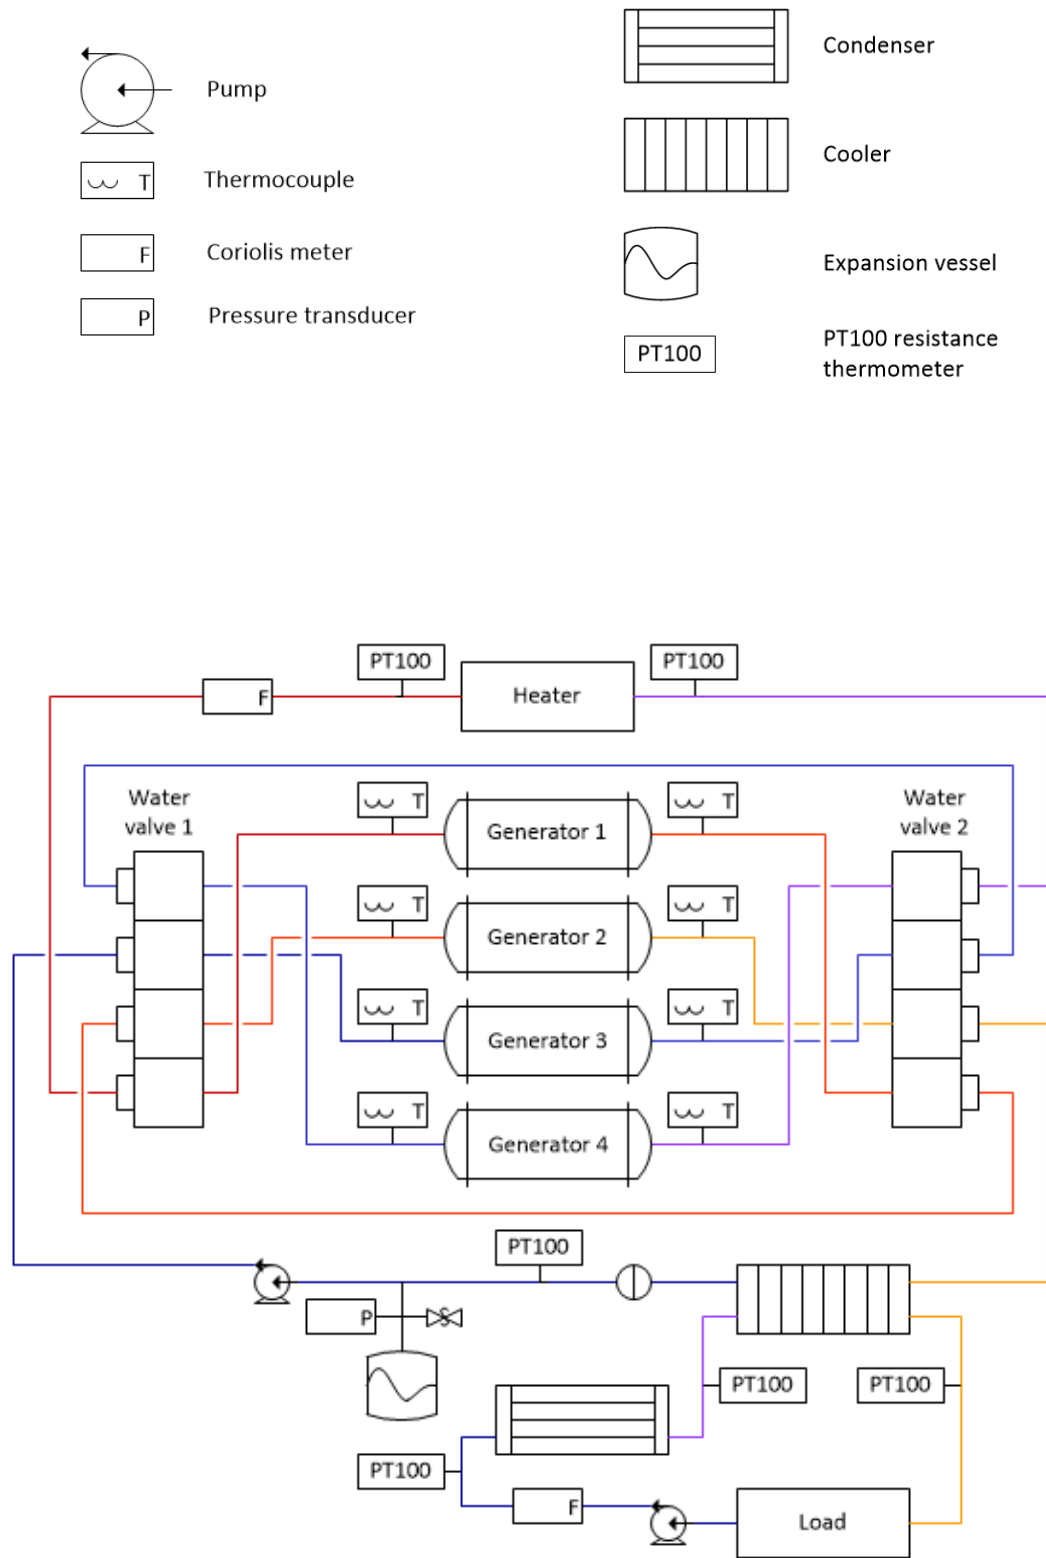 Pump
T
Thermocouple
F
Coriolis meter
P
Pressure transducer
Condenser
Cooler
Expansion vessel
PT100
PT100 resistance
thermometer
PT100
PT100
F
Heater
Water
valve 1
Water
valve 2
T
Generator 1
T
T
Generator 2
T
T
Generator 3
T
T
Generator 4
T
PT100
P
S
PT100
PT100
PT100
F
Load